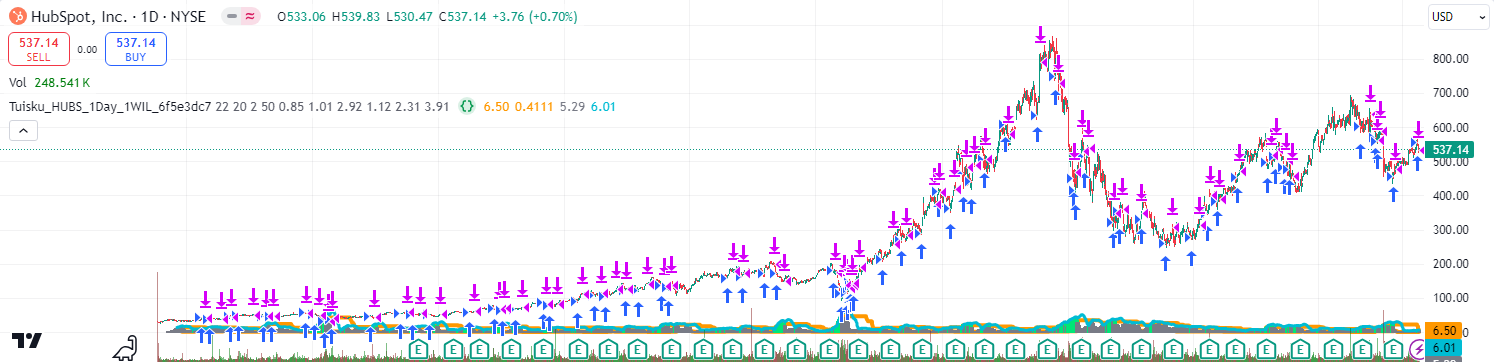 HubSpot, Inc. · 1D · NYSE O533.06 H539.83 L530.47 C537.14 +3.76 (+0.70%) USD
537.14 0.00 537.14
SELL BUY
Vol 248.541 K
Tuisku_HUBS_1Day_1WIL_6f5e3dc7 22 20 2 50 0.85 1.01 2.92 1.12 2.31 3.91 {} 6.50 0.4111 5.29 6.01
800.00
700.00
600.00
537.14
500.00
400.00
300.00
200.00
100.00
6.50
6.01
E E E E E E E E E E E E E E E E E E E E E E E E E E E E E E E E